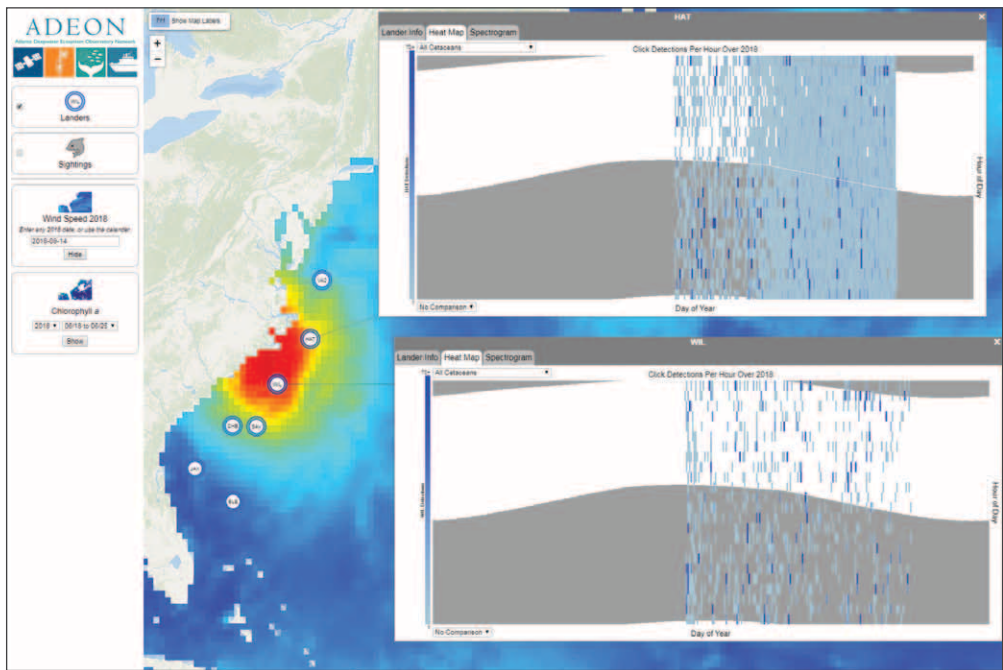 ADEON
Atlantic Deepwater Ecosystem Observatory Network
Landers
Sightings
Wind Speed 2018
Enter any 2018 date, or use the calendar:
2018-09-14
Hide
Chlorophyll a
2018
Show
Show Map Labels
+
−
HAT
WIL
SAV
HAT
×
Lander Info
Heat Map
Spectrogram
All Cetaceans
Click Detections Per Hour Over 2018
Hour of Day
No Comparison
Day of Year
WIL
×
Lander Info
Heat Map
Spectrogram
All Cetaceans
Click Detections Per Hour Over 2018
Hour of Day
No Comparison
Day of Year